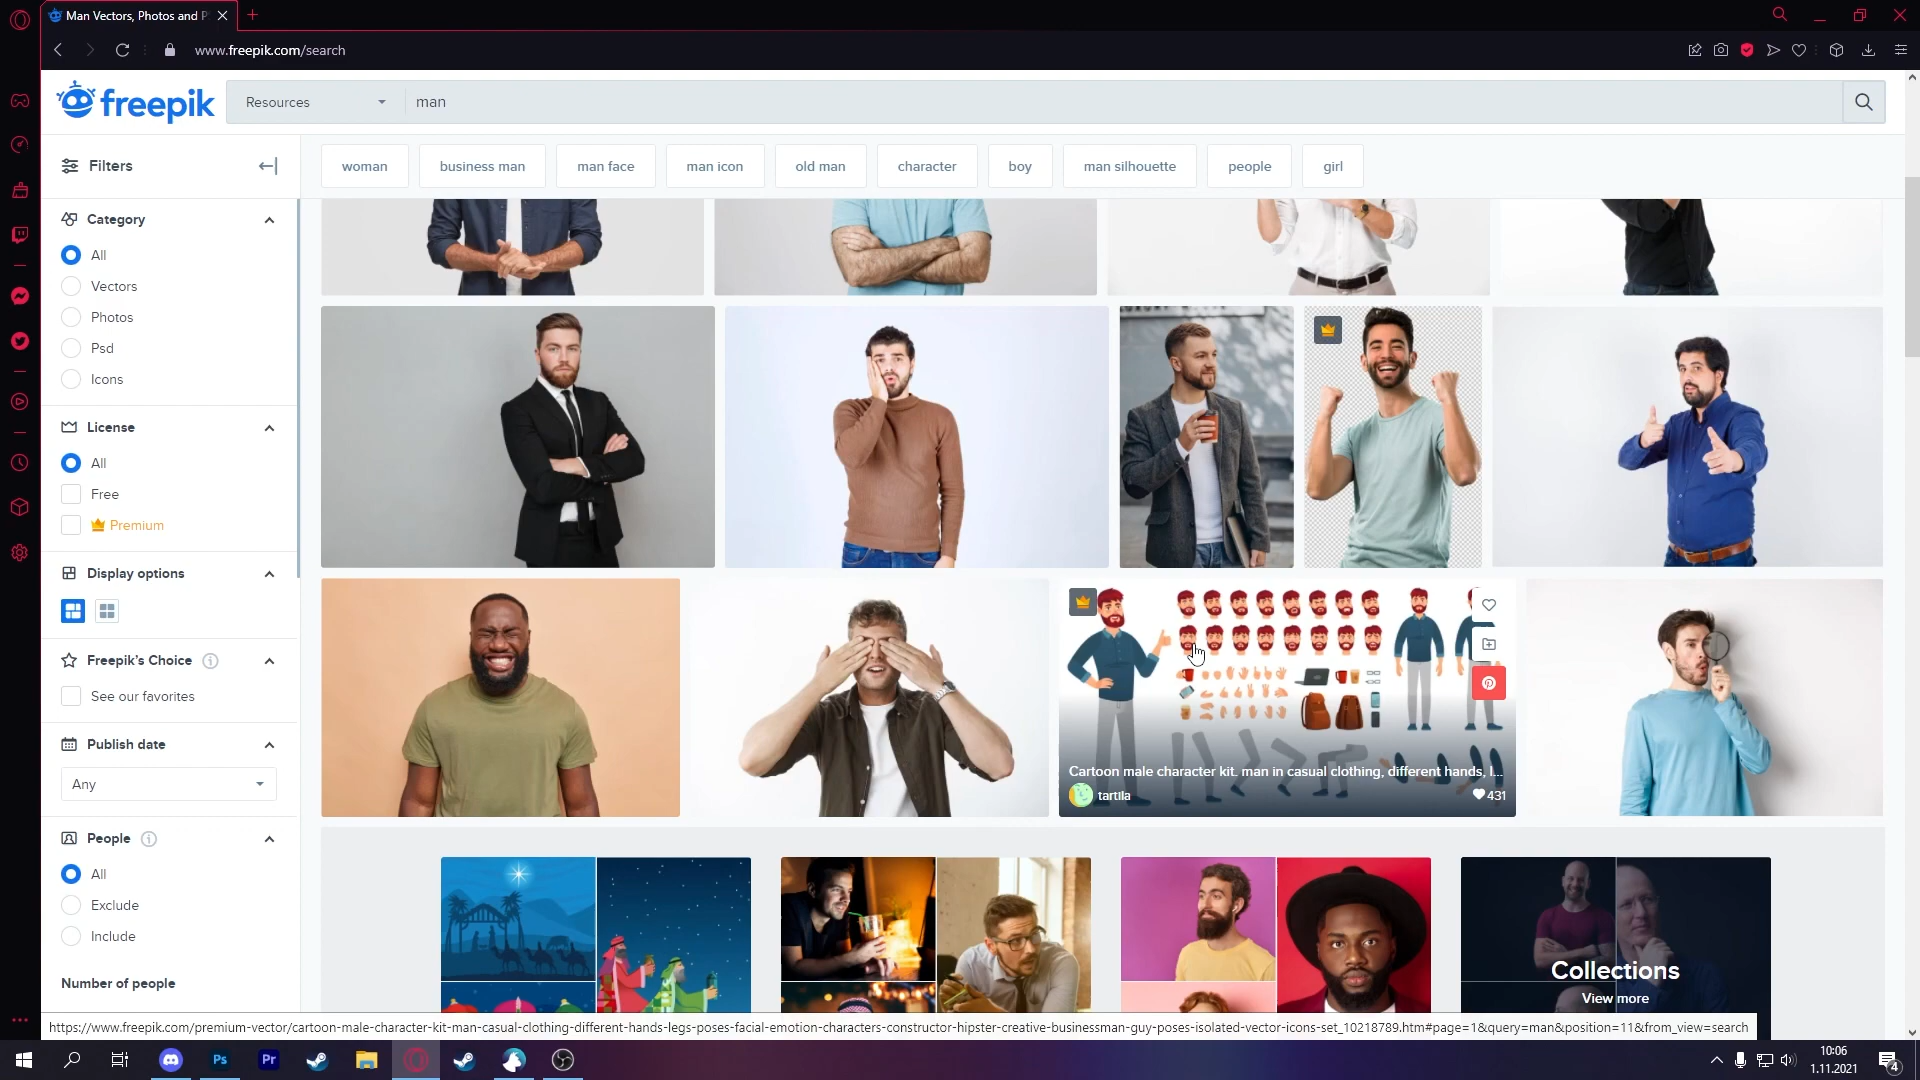 Man Vectors, Photos and P
www.freepik.com/search
freepik
Resources
man
Filters
woman
business man
man face
man icon
old man
character
boy
man silhouette
people
girl
Category
All
Vectors
Photos
Psd
Icons
License
All
Free
Premium
Display options
Freepik's Choice
See our favorites
Publish date
Any
People
All
Exclude
Include
Number of people
Cartoon male character kit. man in casual clothing, different hands, l...
tartila
431
Collections
View more
https://www.freepik.com/premium-vector/cartoon-male-character-kit-man-casual-clothing-different-hands-legs-poses-facial-emotion-characters-constructor-hipster-creative-businessman-guy-poses-isolated-vector-icons-set_10218789.htm#page=1&query=man&position=11&from_view=search
Ps
Pr
10:06
1.11.2021
4